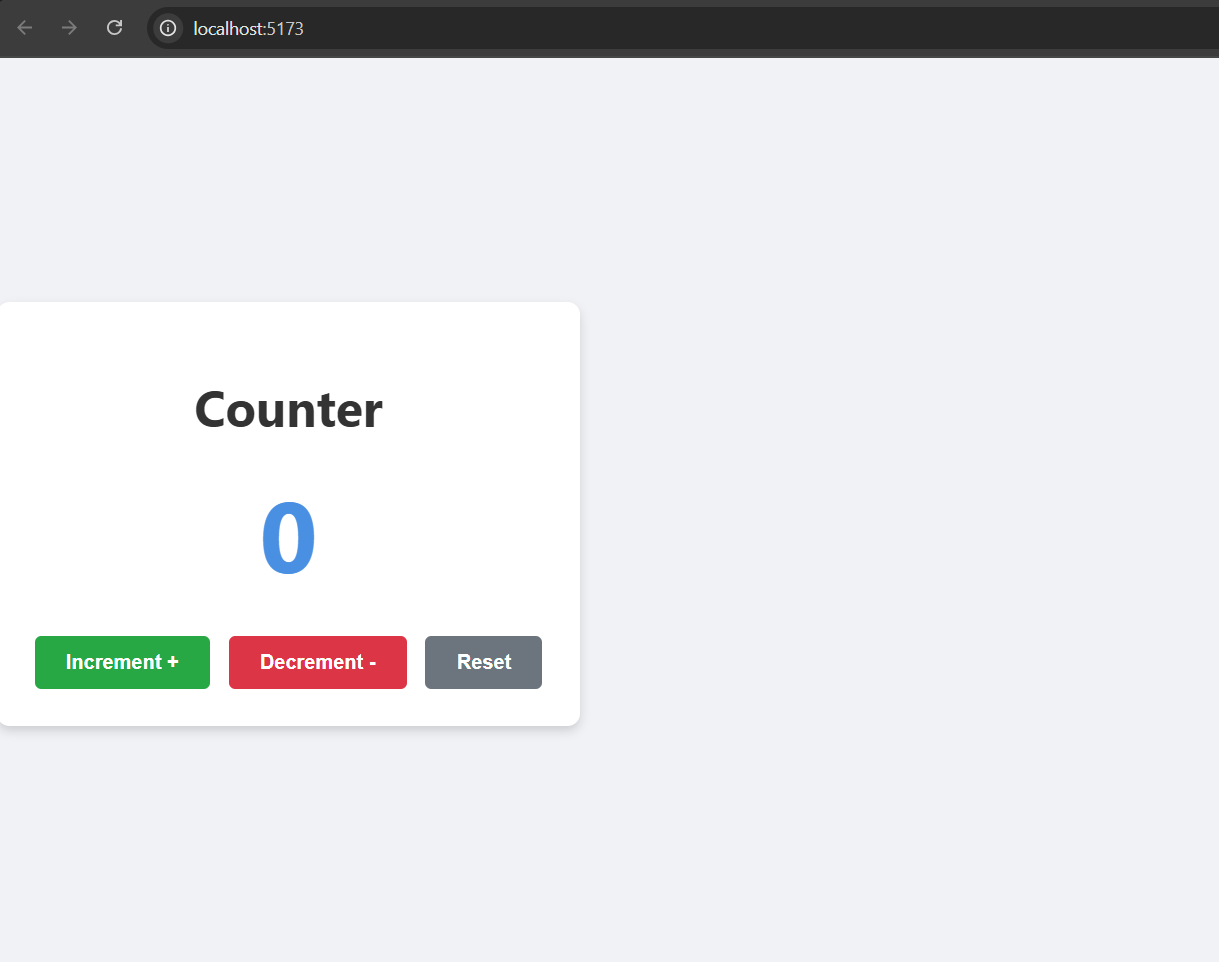 localhost:5173
Counter
0
Increment + Decrement - Reset